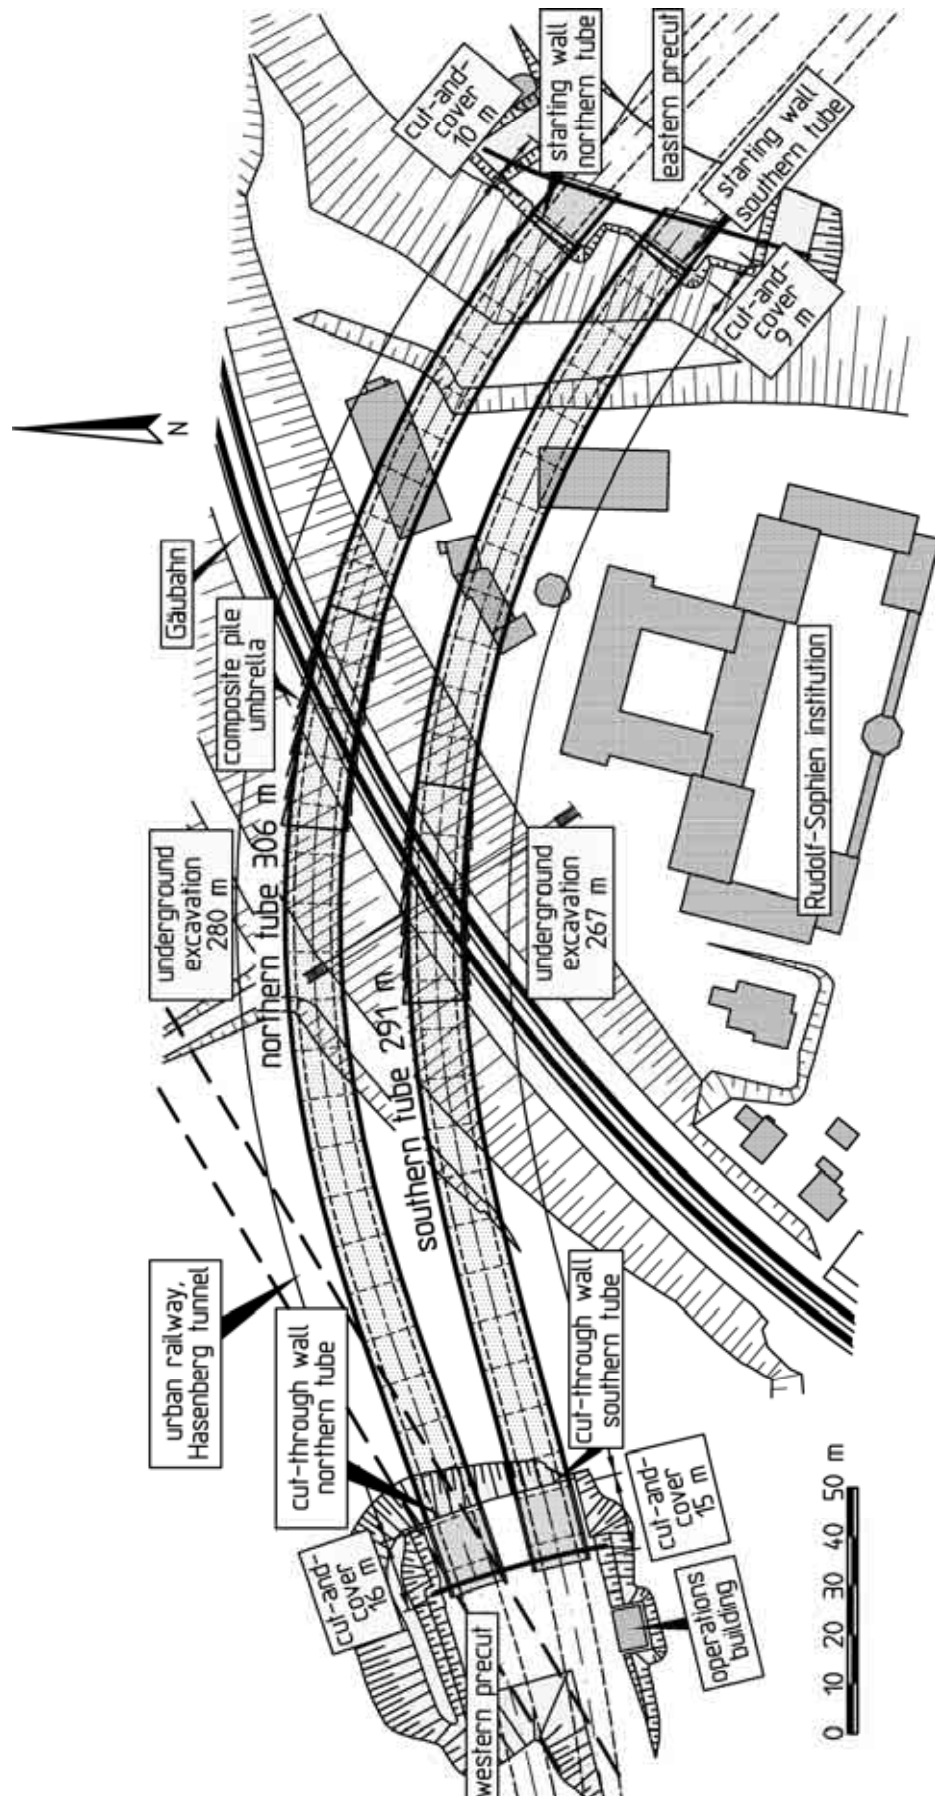 cut-and-
cover
10 m
starting wall
northern tube
eastern precut
starting wall
southern tube
cut-and-
cover
9 m
N
Gäubahn
composite pile
umbrella
underground
excavation
280 m
northern tube 306 m
southern tube 291 m
underground
excavation
267 m
Rudolf-Sophien institution
urban railway,
Hasenberg tunnel
cut-through wall
northern tube
cut-through wall
southern tube
cut-and-
cover
16 m
cut-and-
cover
15 m
operations
building
western precut
0 10 20 30 40 50 m